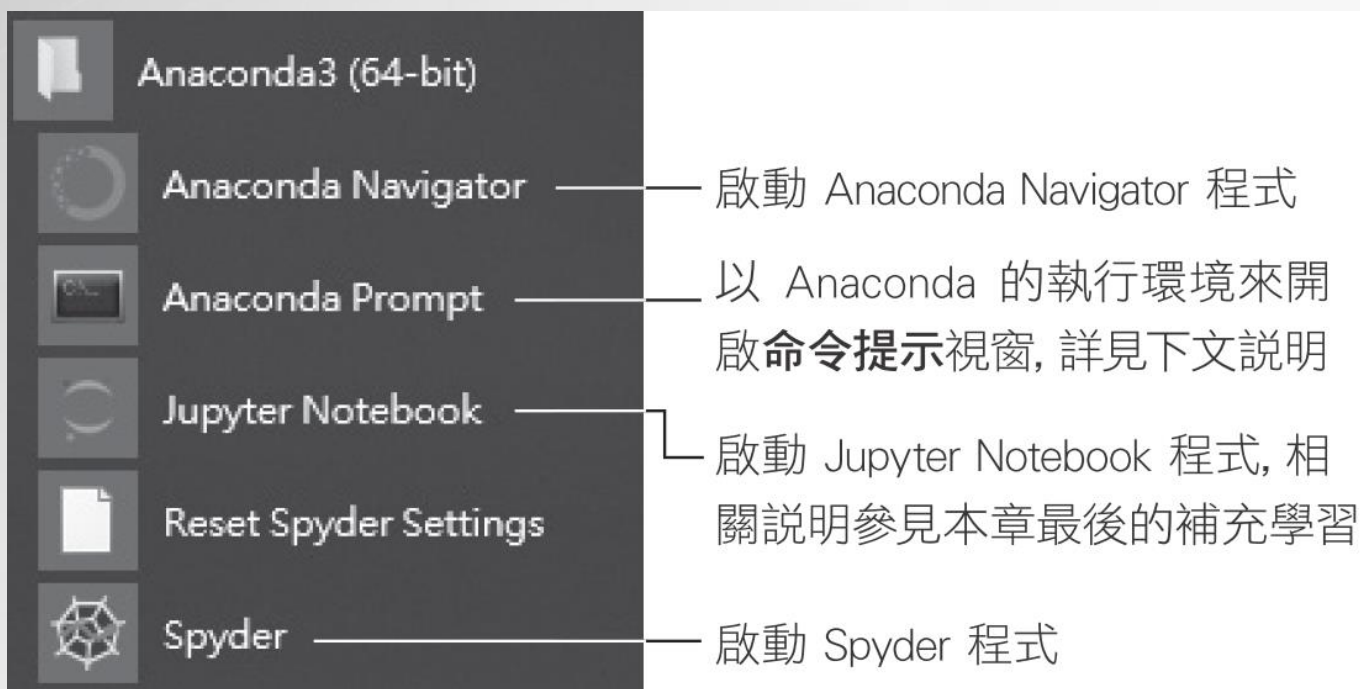 Anaconda3 (64-bit)
Anaconda Navigator
啟動 Anaconda Navigator 程式
Anaconda Prompt
以 Anaconda 的執行環境來開
啟命令提示視窗, 詳見下文説明
Jupyter Notebook
啟動 Jupyter Notebook 程式, 相
關説明參見本章最後的補充學習
Reset Spyder Settings
Spyder
啟動 Spyder 程式